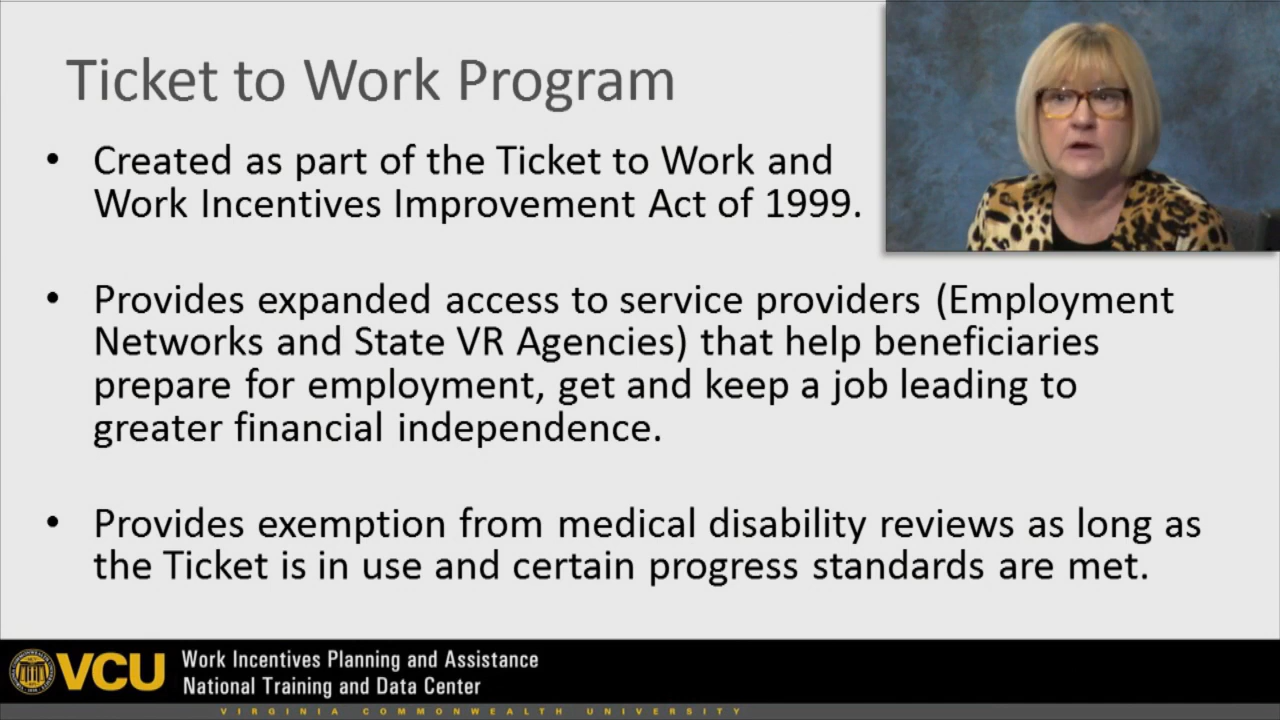 Ticket to Work Program
• Created as part of the Ticket to Work and
Work Incentives Improvement Act of 1999.
• Provides expanded access to service providers (Employment
Networks and State VR Agencies) that help beneficiaries
prepare for employment, get and keep a job leading to
greater financial independence.
• Provides exemption from medical disability reviews as long as
the Ticket is in use and certain progress standards are met.
VCU
Work Incentives Planning and Assistance
National Training and Data Center
VIRGINIA COMMONWEALTH UNIVERSITY